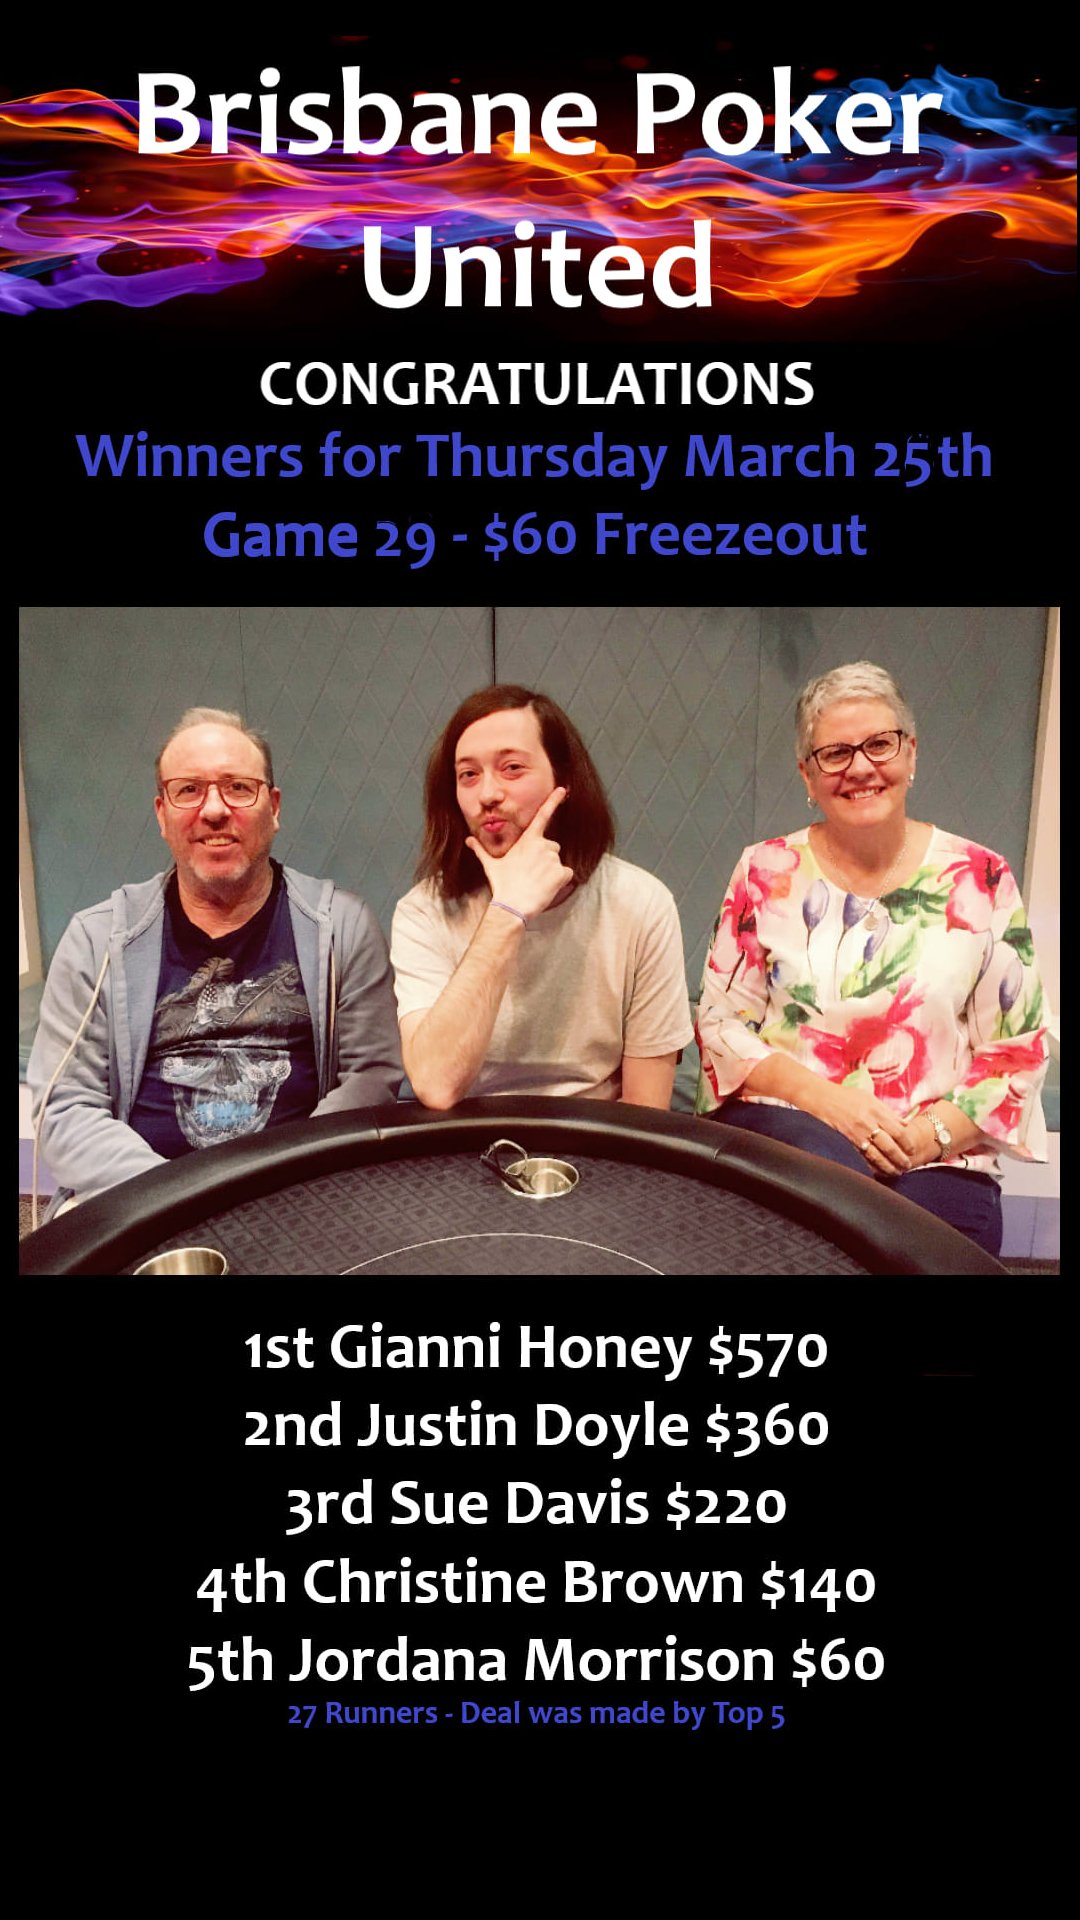 Brisbane Poker
United
CONGRATULATIONS
Winners for Thursday March 25th
Game 29 - $60 Freezeout
1st Gianni Honey $570
2nd Justin Doyle $360
3rd Sue Davis $220
4th Christine Brown $140
5th Jordana Morrison $60
27 Runners - Deal was made by Top 5